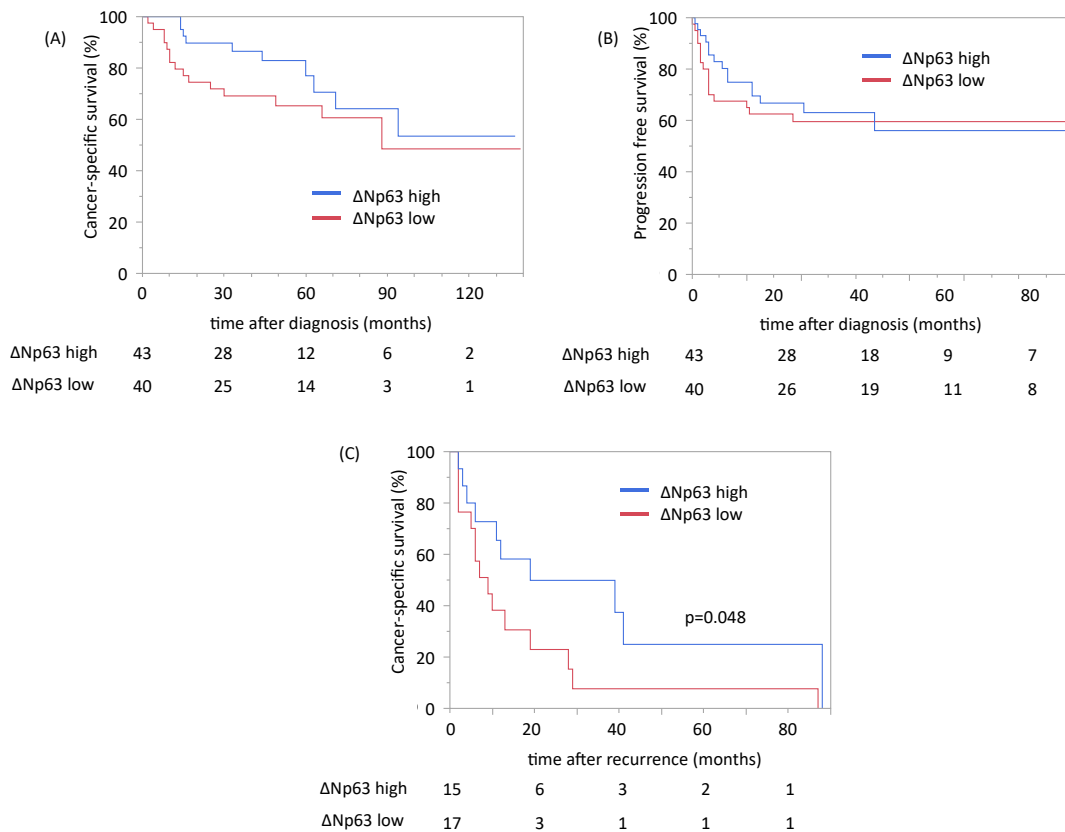 (A)
Cancer-specific survival (%)
100
80
60
40
20
0
ΔNp63 high
ΔNp63 low
0 30 60 90 120
time after diagnosis (months)
ΔNp63 high 43 28 12 6 2
ΔNp63 low 40 25 14 3 1
(B)
Progression free survival (%)
100
80
60
40
20
0
ΔNp63 high
ΔNp63 low
0 20 40 60 80
time after diagnosis (months)
ΔNp63 high 43 28 18 9 7
ΔNp63 low 40 26 19 11 8
(C)
Cancer-specific survival (%)
100
80
60
40
20
0
ΔNp63 high
ΔNp63 low
p=0.048
0 20 40 60 80
time after recurrence (months)
ΔNp63 high 15 6 3 2 1
ΔNp63 low 17 3 1 1 1